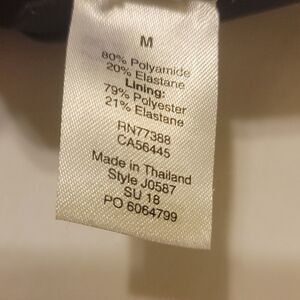 M
80% Polyamide
20% Elastane
Lining:
79% Polyester
21% Elastane
RN77388
CA56445
Made in Thailand
Style J0587
SU 18
PO 6064799